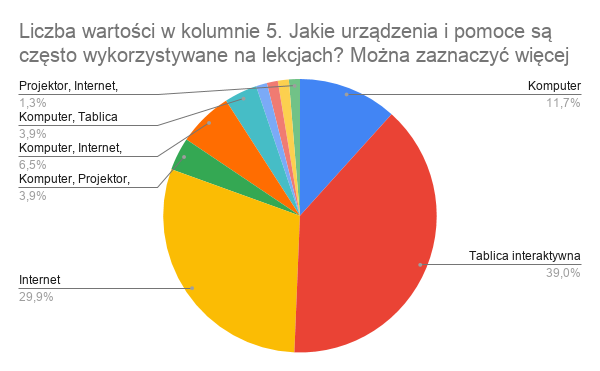 Liczba wartości w kolumnie 5. Jakie urządzenia i pomoce są
często wykorzystywane na lekcjach? Można zaznaczyć więcej
Projektor, Internet,
1,3%
Komputer, Tablica
3,9%
Komputer, Internet,
6,5%
Komputer, Projektor,
3,9%
Internet
29,9%
Komputer
11,7%
Tablica interaktywna
39,0%